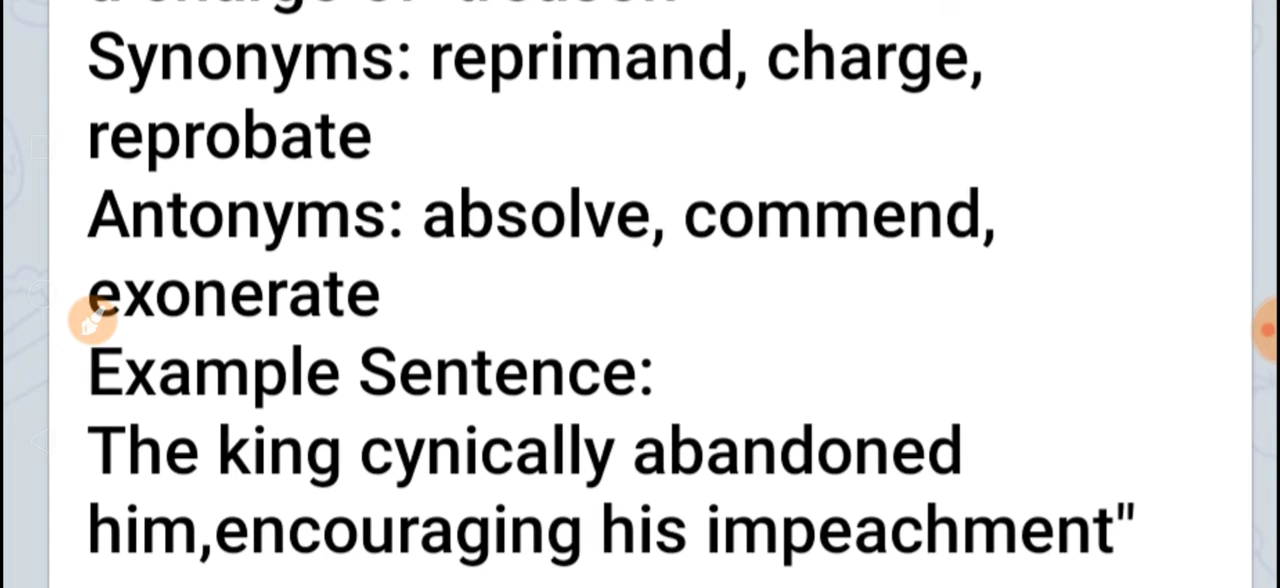 Synonyms: reprimand, charge,
reprobate
Antonyms: absolve, commend,
exonerate
Example Sentence:
The king cynically abandoned
him,encouraging his impeachment"